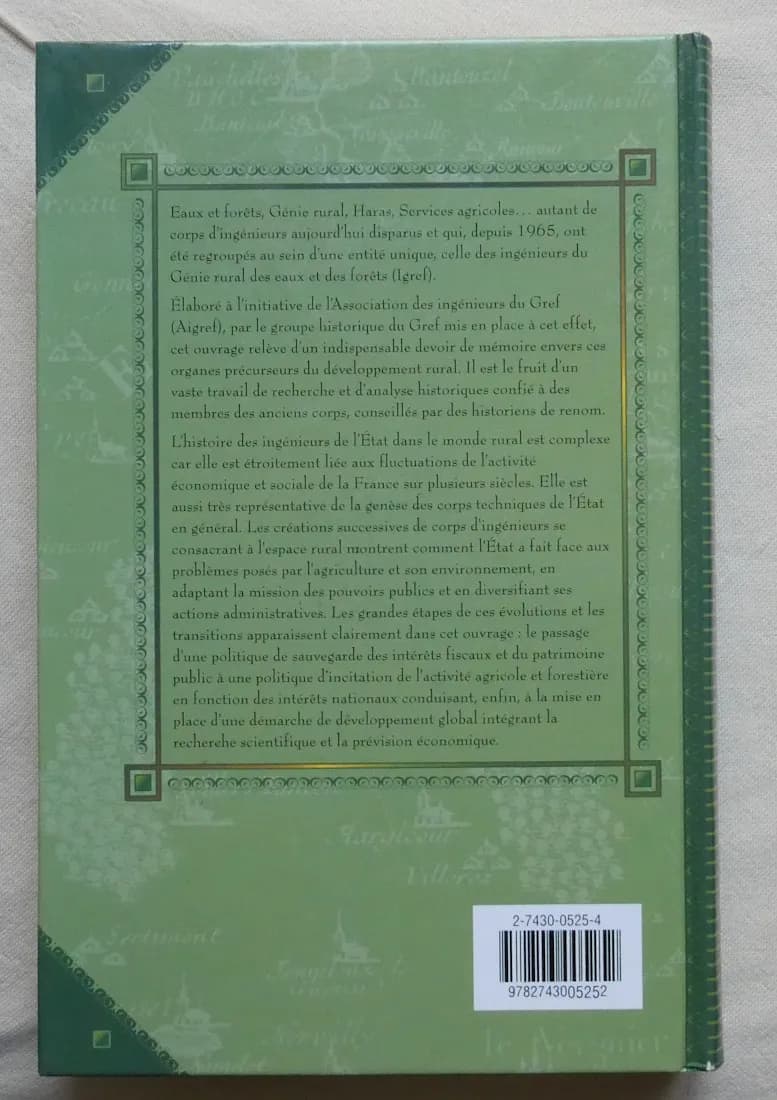 Vauchelles
Mantouzel
Eaux et forêts, Génie rural, Haras, Services agricoles... autant de
corps d'ingénieurs aujourd'hui disparus et qui, depuis 1965, ont
été regroupés au sein d'une entité unique, celle des ingénieurs du
Génie rural des eaux et des forêts (Igref).
Élaboré à l'initiative de l'Association des ingénieurs du Gref
(Aigref), par le groupe historique du Gref mis en place à cet effet,
cet ouvrage relève d'un indispensable devoir de mémoire envers ces
organes précurseurs du développement rural. Il est le fruit d'un
vaste travail de recherche et d'analyse historiques confié à des
membres des anciens corps, conseillés par des historiens de renom.
L'histoire des ingénieurs de l'État dans le monde rural est complexe
car elle est étroitement liée aux fluctuations de l'activité
économique et sociale de la France sur plusieurs siècles. Elle est
aussi très représentative de la genèse des corps techniques de l'État
en général. Les créations successives de corps d'ingénieurs se
consacrant à l'espace rural montrent comment l'État a fait face aux
problèmes posés par l'agriculture et son environnement, en
adaptant la mission des pouvoirs publics et en diversifiant ses
actions administratives. Les grandes étapes de ces évolutions et les
transitions apparaissent clairement dans cet ouvrage : le passage
d'une politique de sauvegarde des intérêts fiscaux et du patrimoine
public à une politique d'incitation de l'activité agricole et forestière
en fonction des intérêts nationaux conduisant, enfin, à la mise en
place d'une démarche de développement global intégrant la
recherche scientifique et la prévision économique.
2-7430-0525-4
9782743005252